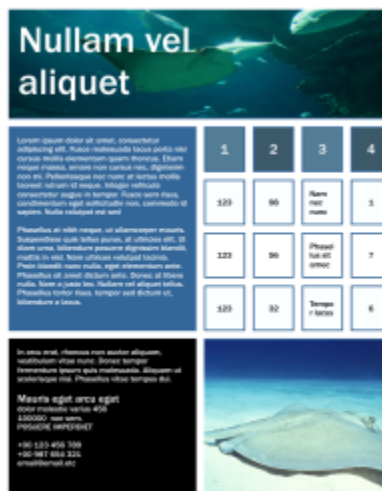 Nullam vel
aliquet
Lorem ipsum dolor sit amet, consectetur
adipiscing elit. Fusce malesuada lacus porta nisi
cursus mollis elementum quam rhoncus. Etiam
neque massa, ornare non cursus nec, dignissim
non mi. Pellentesque nec nunc at lectus mollis
laoreet rutrum id neque. Integer vehicula
consectetur augue in tempor. Fusce sem risus,
condimentum eget sollicitudin non, commodo id
sapien. Nulla volutpat est sed
Phasellus at nibh neque, ut ullamcorper mauris.
Suspendisse quis tellus purus, at ultricies elit. Ut
diam urna, bibendum posuere dignissim blandit,
mattis in nisl. Nam ultrices volutpat lacinia.
Proin blandit nunc nulla, eget elementum ante.
Phasellus sit amet dictum ante. Donec at libero
nulla. Nam a justo leo. Nullam vel aliquet tellus.
Phasellus tortor risus, tempor sed dictum ut,
bibendum a lacus.
1 2 3 4
123 98 Nam
nec
nunc 1
123 56 Phasel
lus sit
amec 7
123 32 Tempo
r lacus 6
In arcu erat, rhoncus non auctor aliquam,
vestibulum vitae nunc. Donec tempor
fermentum ipsum quis malesuada. Aliquam ut
scelerisque nisl. Phasellus vitae tempus dui.
Mauris eget arcu eget
dolor molestie varius 456
100000 non sem.
POSUERE IMPERDIET
+00 123 456 789
+00 987 654 321
email@email.etc